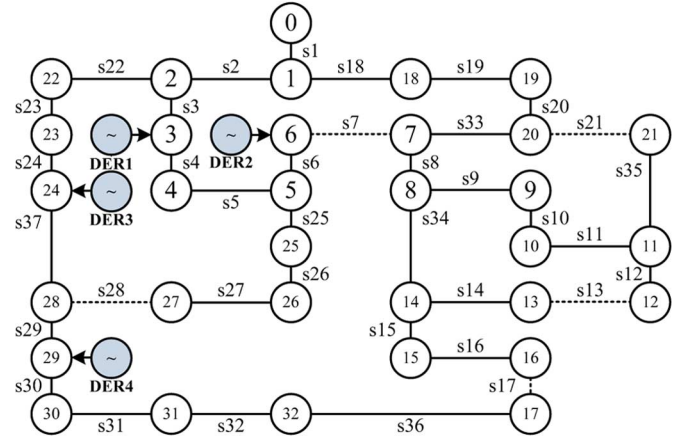 0
s1
s22 s2 s18 s19
22 2 1 18 19
s23 s3 s20
23 ~ 3 ~ 6 s7 7 s33 20 s21 21
DER1 DER2
s24 s4 s6 s8 s35
24 ~ 4 5 8 s9 9
DER3 s5
s37 s25 s34 s10
25 10 s11 11
s26 s12
28 s28 27 s27 26 14 s14 13 s13 12
s29 s15
29 ~ 15 s16 16
DER4
s30 s17
30 31 32 17
s31 s32 s36